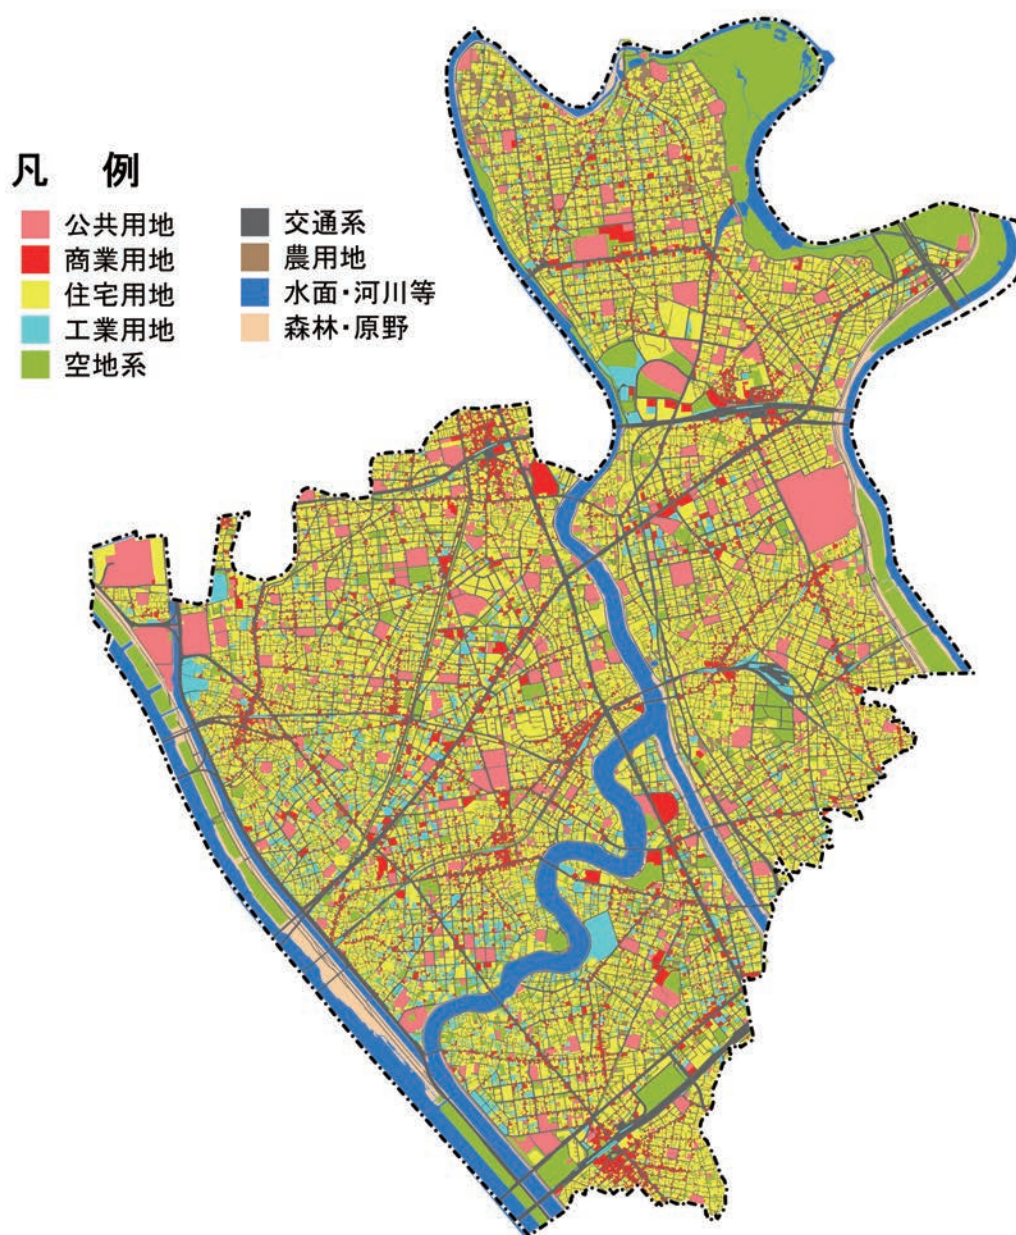 凡 例
公共用地
商業用地
住宅用地
工業用地
空地系
交通系
農用地
水面・河川等
森林・原野